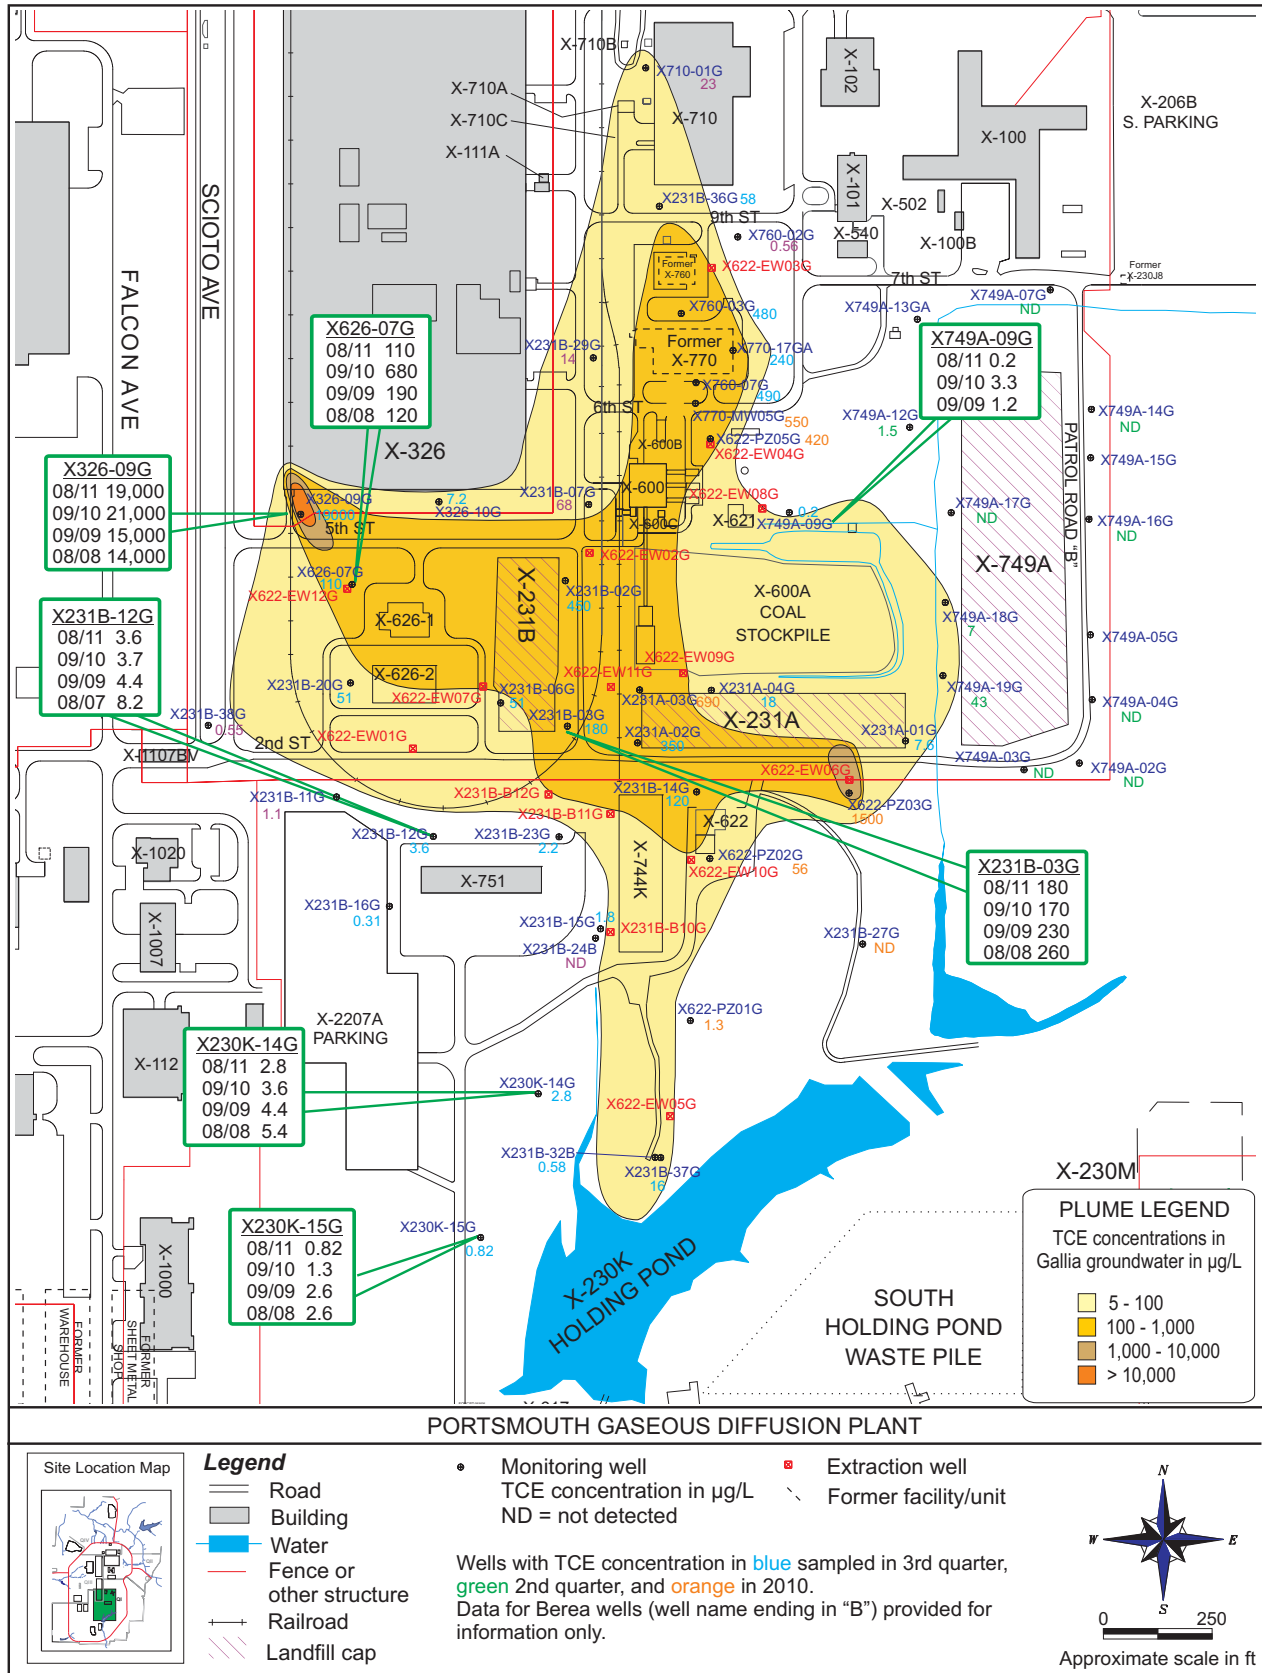 X-710B
X710-01G
23
X-710A
X-710C
X-710
X-111A
X-102
X-100
X-206B
S. PARKING
X-101
X-502
X-540
X-100B
X231B-36G 58
9th ST
X760-02G
0.56
Former
X-760
X622-EW03G
7th ST
Former
X-230J8
SCIOTO AVE
FALCON AVE
X760-03G 480
X749A-13GA
X749A-07G
ND
X626-07G
08/11 110
09/10 680
09/09 190
08/08 120
X231B-29G
14
Former
X-770
X770-17GA
240
X749A-09G
08/11 0.2
09/10 3.3
09/09 1.2
X760-07G
490
6th ST
X770-MW05G 550
X749A-12G
1.5
X749A-14G
ND
X-326
X-600B
X622-PZ05G 420
X622-EW04G
X749A-15G
PATROL ROAD "B"
X326-09G
08/11 19,000
09/10 21,000
09/09 15,000
08/08 14,000
X326-09G
19000
5th ST
7.2
X326-10G
X231B-07G
68
X-600
X622-EW08G
X-600C
X-621
0.2
X749A-09G
X749A-17G
ND
X749A-16G
ND
X622-EW02G
X-749A
X626-07G
110
X622-EW12G
X-231B
X231B-02G
450
X-600A
COAL
STOCKPILE
X749A-18G
7
X-626-1
X749A-05G
X231B-12G
08/11 3.6
09/10 3.7
09/09 4.4
08/07 8.2
X622-EW09G
X-626-2
X231B-20G
51
X622-EW07G
X231B-06G
51
X622-EW11G
X231A-03G
690
X231A-04G
18
X749A-19G
43
X749A-04G
ND
X231B-38G
0.55
X231B-03G
180
X-231A
X231A-01G
7.6
2nd ST
X622-EW01G
X231A-02G
360
X-1107BV
X749A-03G
ND
X749A-02G
ND
X622-EW06G
X231B-11G
1.1
X231B-B12G
X231B-14G
120
X622-PZ03G
1500
X231B-B11G
X-622
X231B-12G
3.6
X231B-23G
2.2
X-1020
X-744K
X622-PZ02G
56
X622-EW10G
X231B-03G
08/11 180
09/10 170
09/09 230
08/08 260
X-751
X231B-16G
0.31
X-1007
X231B-15G 1.8
X231B-B10G
X231B-24B
ND
X231B-27G
ND
X-2207A
PARKING
X622-PZ01G
1.3
X-112
X230K-14G
08/11 2.8
09/10 3.6
09/09 4.4
08/08 5.4
X230K-14G
2.8
X622-EW05G
X231B-32B
0.58
X231B-37G
16
X-230M
X230K-15G
08/11 0.82
09/10 1.3
09/09 2.6
08/08 2.6
X230K-15G
0.82
X-1000
X-230K
HOLDING POND
SOUTH
HOLDING POND
WASTE PILE
FORMER
WAREHOUSE
FORMER
SHEET METAL
SHOP
PLUME LEGEND
TCE concentrations in
Gallia groundwater in µg/L
5 - 100
100 - 1,000
1,000 - 10,000
> 10,000
PORTSMOUTH GASEOUS DIFFUSION PLANT
Site Location Map
Legend
Road
Building
Water
Fence or
other structure
Railroad
Landfill cap
Monitoring well
TCE concentration in µg/L
ND = not detected
Extraction well
Former facility/unit
Wells with TCE concentration in blue sampled in 3rd quarter,
green 2nd quarter, and orange in 2010.
Data for Berea wells (well name ending in “B”) provided for
information only.
N
W
E
S
0 250
Approximate scale in ft